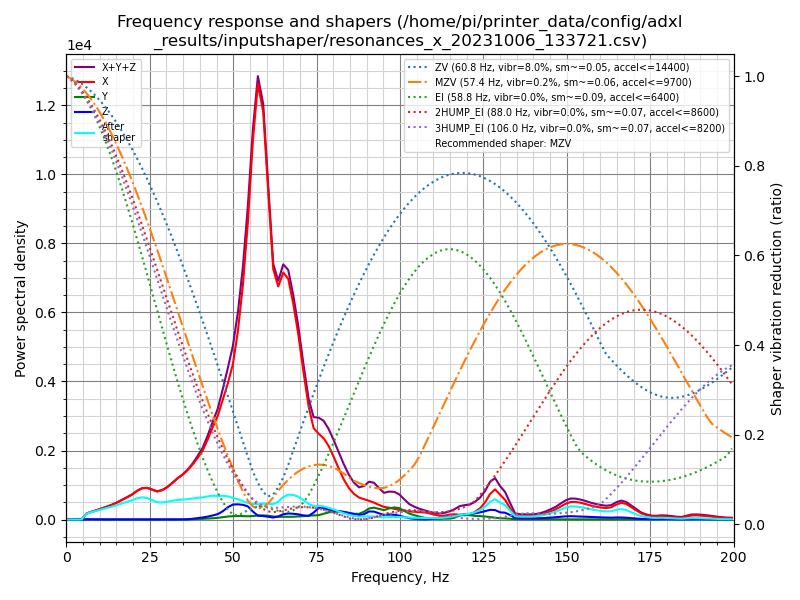 Frequency response and shapers (/home/pi/printer_data/config/adxl
_results/inputshaper/resonances_x_20231006_133721.csv)
1e4
X+Y+Z
X
Y
Z
After
shaper
ZV (60.8 Hz, vibr=8.0%, sm~=0.05, accel<=14400)
MZV (57.4 Hz, vibr=0.2%, sm~=0.06, accel<=9700)
EI (58.8 Hz, vibr=0.0%, sm~=0.09, accel<=6400)
2HUMP_EI (88.0 Hz, vibr=0.0%, sm~=0.07, accel<=8600)
3HUMP_EI (106.0 Hz, vibr=0.0%, sm~=0.07, accel<=8200)
Recommended shaper: MZV
Power spectral density
1.2
1.0
0.8
0.6
0.4
0.2
0.0
1.0
0.8
0.6
0.4
0.2
0.0
Shaper vibration reduction (ratio)
0 25 50 75 100 125 150 175 200
Frequency, Hz